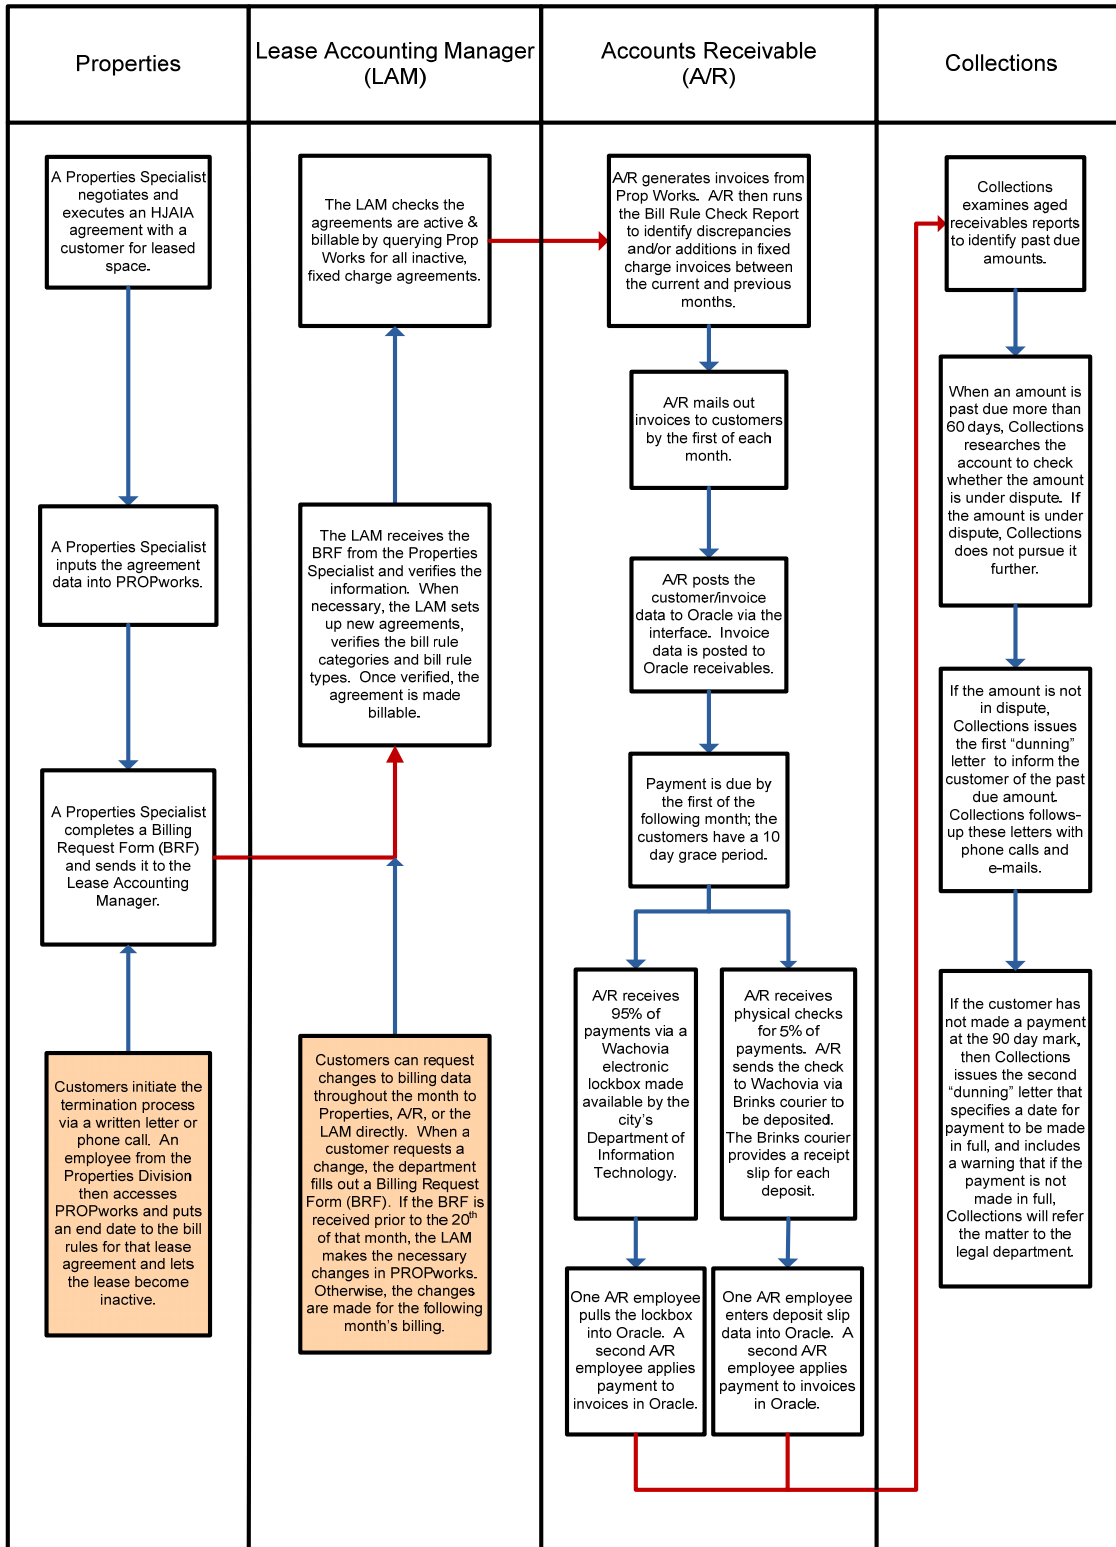 Properties
Lease Accounting Manager
(LAM)
Accounts Receivable
(A/R)
Collections
A Properties Specialist
negotiates and
executes an HJAIA
agreement with a
customer for leased
space.
A Properties Specialist
inputs the agreement
data into PROPworks.
A Properties Specialist
completes a Billing
Request Form (BRF)
and sends it to the
Lease Accounting
Manager.
Customers initiate the
termination process
via a written letter or
phone call. An
employee from the
Properties Division
then accesses
PROPworks and puts
an end date to the bill
rules for that lease
agreement and lets
the lease become
inactive.
The LAM checks the
agreements are active &
billable by querying Prop
Works for all inactive,
fixed charge agreements.
The LAM receives the
BRF from the Properties
Specialist and verifies the
information. When
necessary, the LAM sets
up new agreements,
verifies the bill rule
categories and bill rule
types. Once verified, the
agreement is made
billable.
Customers can request
changes to billing data
throughout the month to
Properties, A/R, or the
LAM directly. When a
customer requests a
change, the department
fills out a Billing Request
Form (BRF). If the BRF is
received prior to the 20th
of that month, the LAM
makes the necessary
changes in PROPworks.
Otherwise, the changes
are made for the following
month's billing.
A/R generates invoices from
Prop Works. A/R then runs
the Bill Rule Check Report
to identify discrepancies
and/or additions in fixed
charge invoices between
the current and previous
months.
A/R mails out
invoices to customers
by the first of each
month.
A/R posts the
customer/invoice
data to Oracle via the
interface. Invoice
data is posted to
Oracle receivables.
Payment is due by
the first of the
following month; the
customers have a 10
day grace period.
A/R receives
95% of
payments via a
Wachovia
electronic
lockbox made
available by the
city's
Department of
Information
Technology.
A/R receives
physical checks
for 5% of
payments. A/R
sends the check
to Wachovia via
Brinks courier to
be deposited.
The Brinks courier
provides a receipt
slip for each
deposit.
One A/R employee
pulls the lockbox
into Oracle. A
second A/R
employee applies
payment to
invoices in Oracle.
One A/R employee
enters deposit slip
data into Oracle. A
second A/R
employee applies
payment to invoices
in Oracle.
Collections
examines aged
receivables reports
to identify past due
amounts.
When an amount is
past due more than
60 days, Collections
researches the
account to check
whether the amount
is under dispute. If
the amount is under
dispute, Collections
does not pursue it
further.
If the amount is not
in dispute,
Collections issues
the first “dunning”
letter to inform the
customer of the past
due amount.
Collections follows-
up these letters with
phone calls and
e-mails.
If the customer has
not made a payment
at the 90 day mark,
then Collections
issues the second
“dunning” letter that
specifies a date for
payment to be made
in full, and includes
a warning that if the
payment is not
made in full,
Collections will refer
the matter to the
legal department.